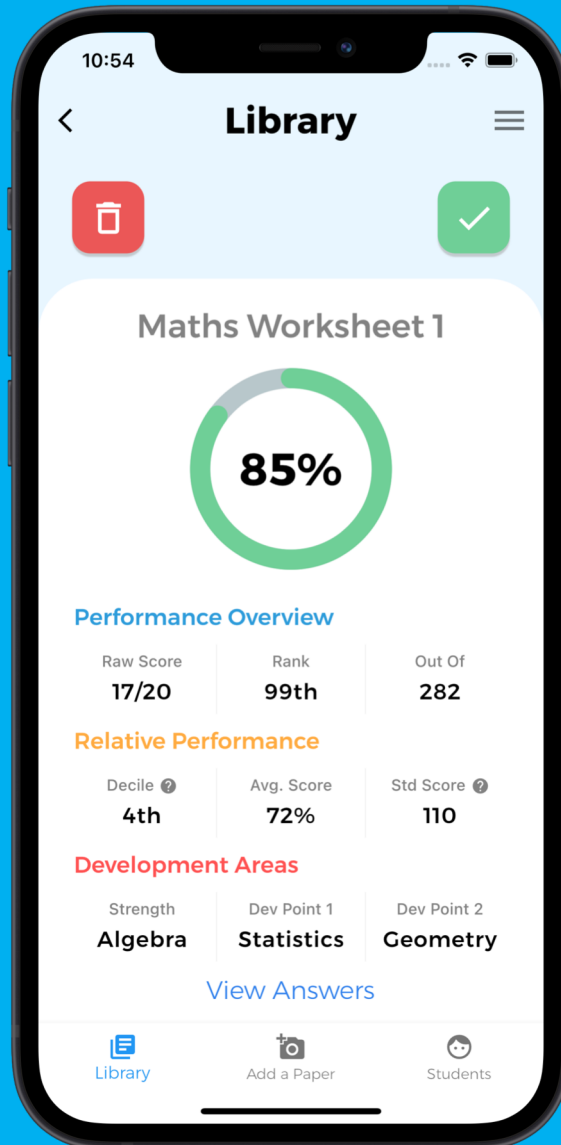 10:54
Library
Maths Worksheet 1
85%
Performance Overview
Raw Score Rank Out Of
17/20 99th 282
Relative Performance
Decile ? Avg. Score Std Score ?
4th 72% 110
Development Areas
Strength Dev Point 1 Dev Point 2
Algebra Statistics Geometry
View Answers
Library Add a Paper Students